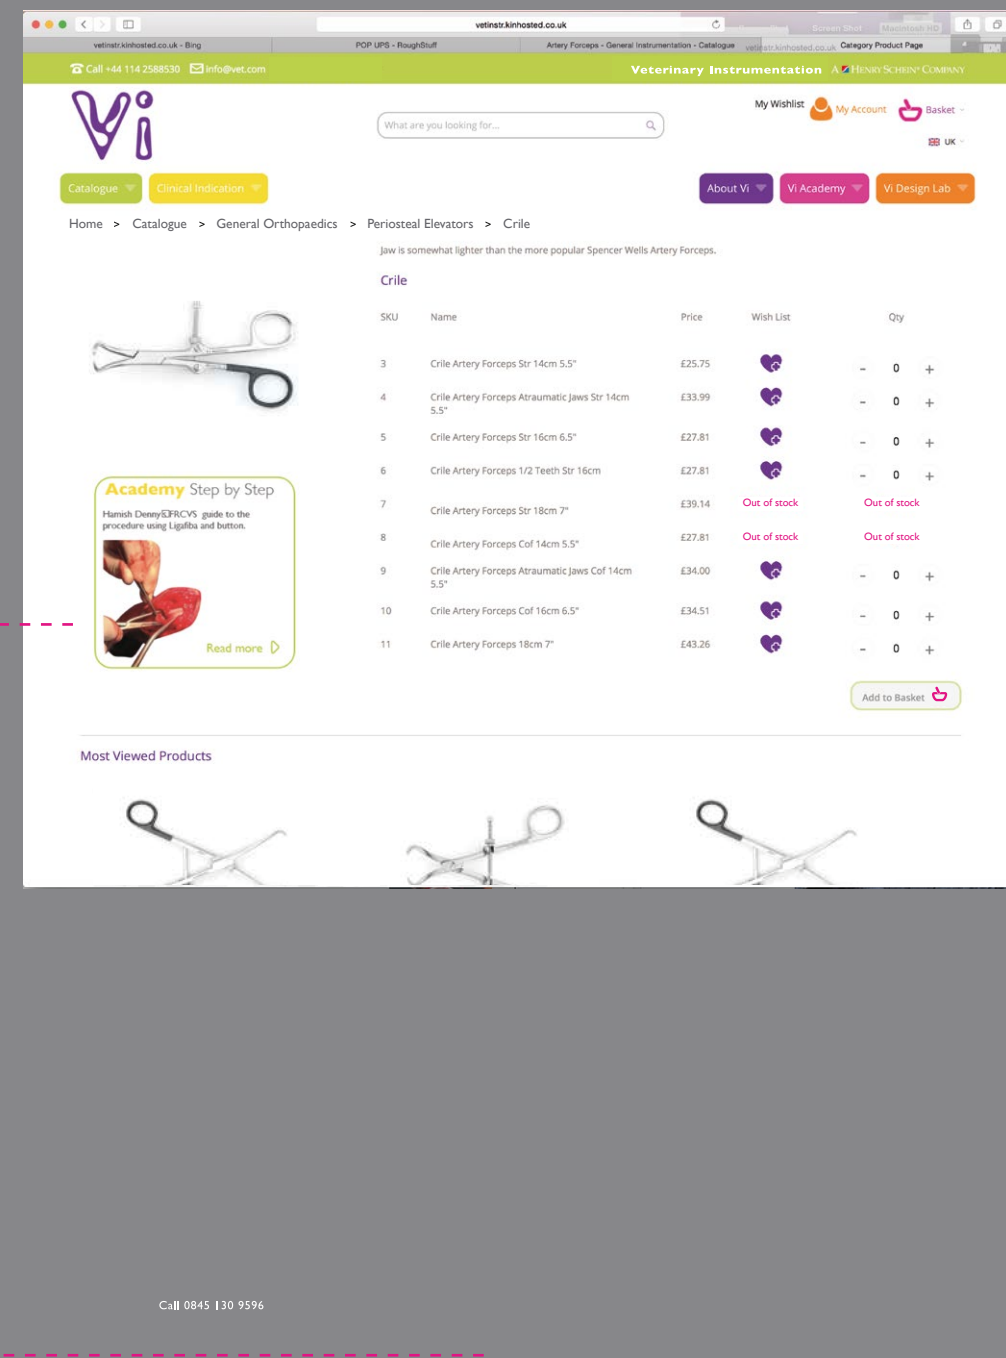 vetinstr.kinhosted.co.uk
Screen Shot
Macintosh HD
vetinstr.kinhosted.co.uk - Bing
POP UPS - RoughStuff
Artery Forceps - General Instrumentation - Catalogue
vetinstr.kinhosted.co.uk
Category Product Page
Call +44 114 2588530 info@vet.com
Veterinary Instrumentation A HENRY SCHEIN® COMPANY
Vi
What are you looking for...
My Wishlist
My Account
Basket
UK
Catalogue
Clinical Indication
About Vi
Vi Academy
Vi Design Lab
Home > Catalogue > General Orthopaedics > Periosteal Elevators > Crile
Jaw is somewhat lighter than the more popular Spencer Wells Artery Forceps.
Crile
SKU Name Price Wish List Qty
3 Crile Artery Forceps Str 14cm 5.5" £25.75 - 0 +
4 Crile Artery Forceps Atraumatic Jaws Str 14cm £33.99 - 0 +
5.5"
5 Crile Artery Forceps Str 16cm 6.5" £27.81 - 0 +
6 Crile Artery Forceps 1/2 Teeth Str 16cm £27.81 - 0 +
7 Crile Artery Forceps Str 18cm 7" £39.14 Out of stock Out of stock
8 Crile Artery Forceps Cof 14cm 5.5" £27.81 Out of stock Out of stock
9 Crile Artery Forceps Atraumatic Jaws Cof 14cm £34.00 - 0 +
5.5"
10 Crile Artery Forceps Cof 16cm 6.5" £34.51 - 0 +
11 Crile Artery Forceps 18cm 7" £43.26 - 0 +
Academy Step by Step
Hamish Denny FRCVS guide to the
procedure using Ligafiba and button.
Read more
Add to Basket
Most Viewed Products
Call 0845 130 9596